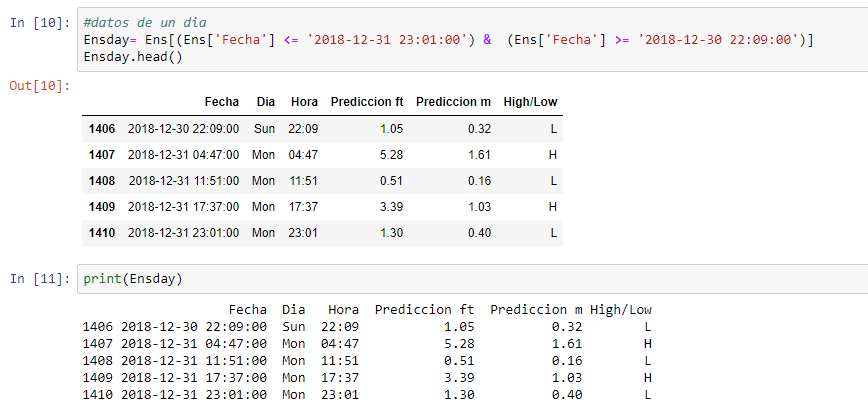 In [10]: #datos de un dia
Ensday= Ens[(Ens['Fecha'] <= '2018-12-31 23:01:00') &  (Ens['Fecha'] >= '2018-12-30 22:09:00')]
Ensday.head()
Out[10]:
Fecha Dia Hora Prediccion ft Prediccion m High/Low
1406 2018-12-30 22:09:00 Sun 22:09 1.05 0.32 L
1407 2018-12-31 04:47:00 Mon 04:47 5.28 1.61 H
1408 2018-12-31 11:51:00 Mon 11:51 0.51 0.16 L
1409 2018-12-31 17:37:00 Mon 17:37 3.39 1.03 H
1410 2018-12-31 23:01:00 Mon 23:01 1.30 0.40 L
In [11]: print(Ensday)
Fecha Dia Hora Prediccion ft Prediccion m High/Low
1406 2018-12-30 22:09:00 Sun 22:09 1.05 0.32 L
1407 2018-12-31 04:47:00 Mon 04:47 5.28 1.61 H
1408 2018-12-31 11:51:00 Mon 11:51 0.51 0.16 L
1409 2018-12-31 17:37:00 Mon 17:37 3.39 1.03 H
1410 2018-12-31 23:01:00 Mon 23:01 1.30 0.40 L